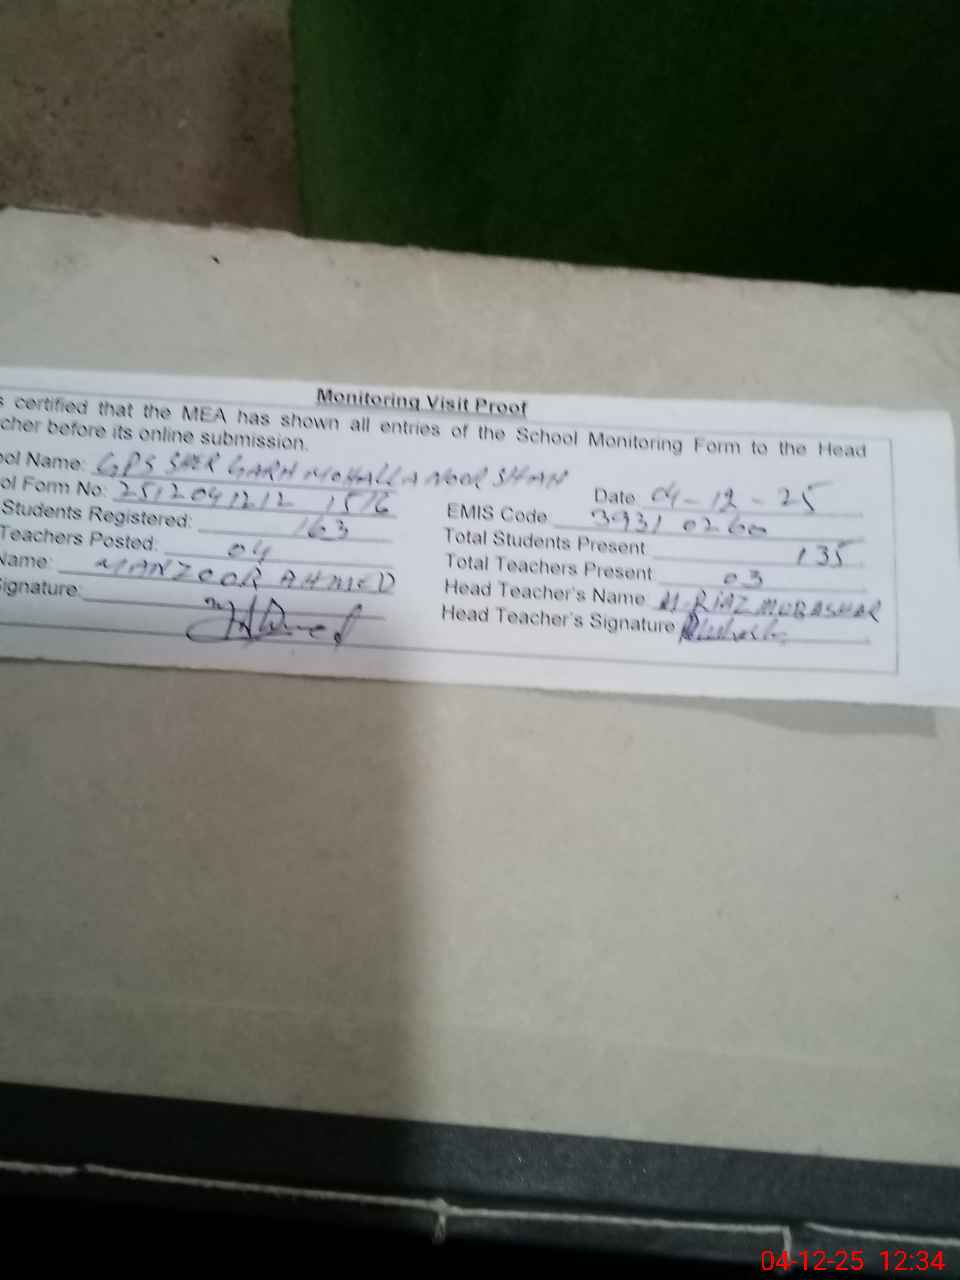 Monitoring Visit Proof
s certified that the MEA has shown all entries of the School Monitoring Form to the Head
cher before its online submission.
ool Name: GPS SHER GARH MOHALLA NOOR SHAH
Date 04-12-25
ol Form No: 2512041212 1516
EMIS Code 39310260
Students Registered: 163
Total Students Present 135
Teachers Posted: 04
Total Teachers Present 03
Name: MANZOOR AHMED
Head Teacher's Name M. RIAZ MUBASHAR
ignature:
Head Teacher's Signature
04-12-25 12:34